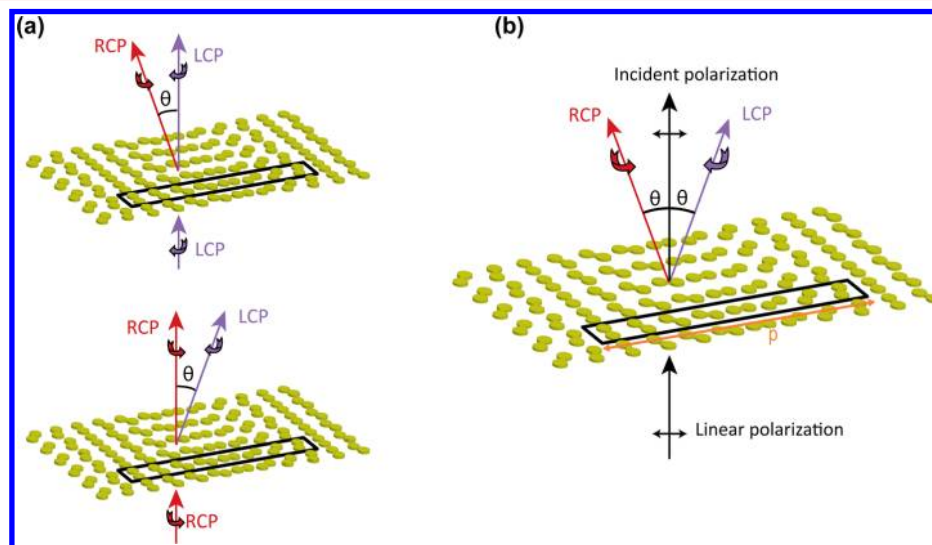 (a)
RCP
LCP
θ
LCP
RCP
LCP
θ
RCP
(b)
Incident polarization
RCP
LCP
θ θ
p
Linear polarization